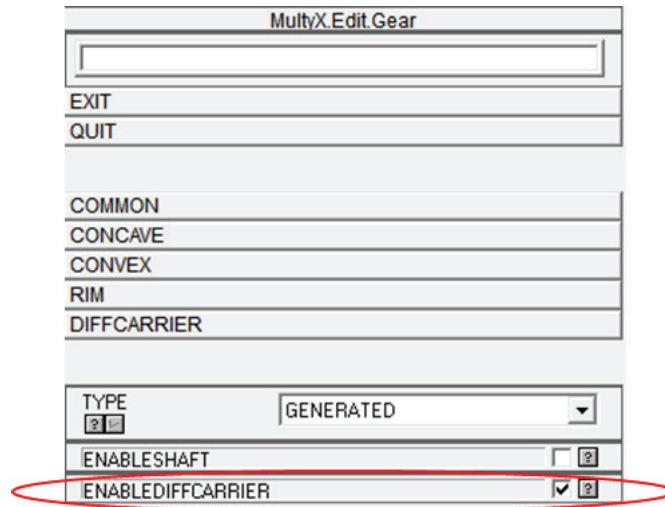 MultyX.Edit.Gear
EXIT
QUIT
COMMON
CONCAVE
CONVEX
RIM
DIFFCARRIER
TYPE
GENERATED
?
ENABLESHAFT ?
ENABLEDIFFCARRIER ?